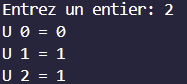 Entrez un entier: 2
U 0 = 0
U 1 = 1
U 2 = 1